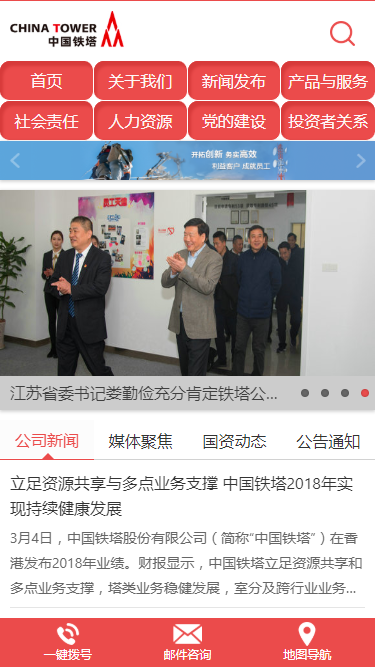 CHINA TOWER
中国铁塔
首页
关于我们
新闻发布
产品与服务
社会责任
人力资源
党的建设
投资者关系
开拓创新 务实高效
利益客户 成就员工
江苏省委书记娄勤俭充分肯定铁塔公...
公司新闻
媒体聚焦
国资动态
公告通知
立足资源共享与多点业务支撑 中国铁塔2018年实
现持续健康发展
3月4日，中国铁塔股份有限公司（简称“中国铁塔”）在香
港发布2018年业绩。财报显示，中国铁塔立足资源共享和
多点业务支撑，塔类业务稳健发展，室分及跨行业业务...
一键拨号
邮件咨询
地图导航